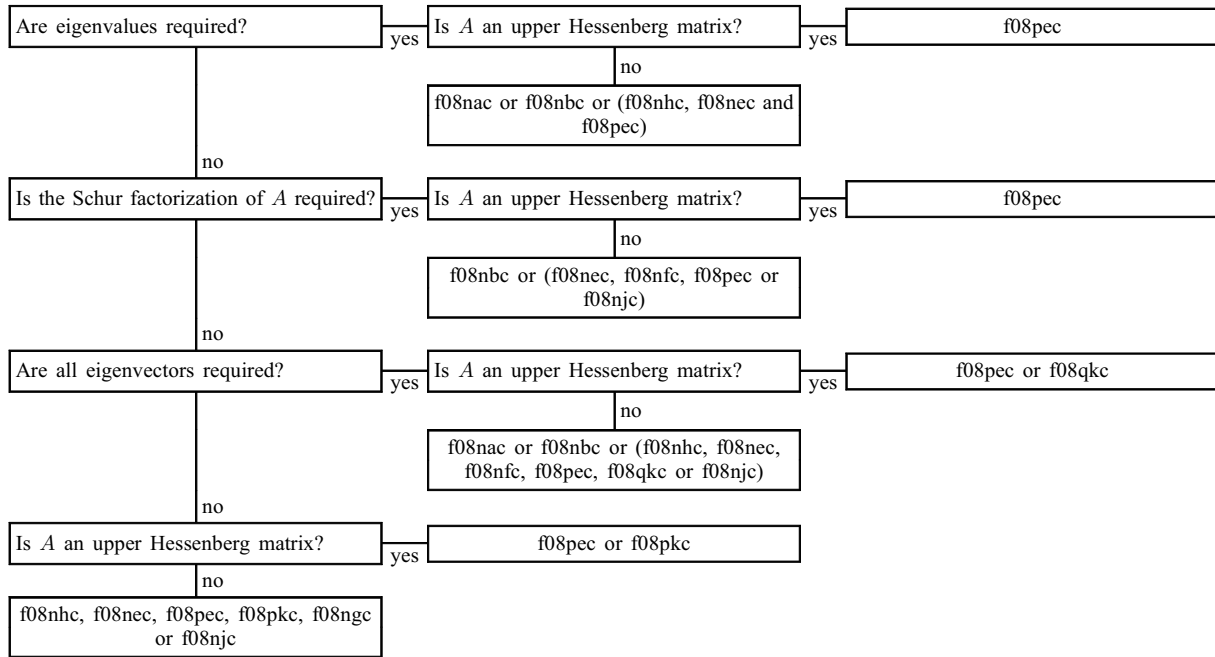 Are eigenvalues required?
yes
Is A an upper Hessenberg matrix?
yes
f08pec
no
f08nac or f08nbc or (f08nhc, f08nec and
f08pec)
no
Is the Schur factorization of A required?
yes
Is A an upper Hessenberg matrix?
yes
f08pec
no
f08nbc or (f08nec, f08nfc, f08pec or
f08njc)
no
Are all eigenvectors required?
yes
Is A an upper Hessenberg matrix?
yes
f08pec or f08qkc
no
f08nac or f08nbc or (f08nhc, f08nec,
f08nfc, f08pec, f08qkc or f08njc)
no
Is A an upper Hessenberg matrix?
yes
f08pec or f08pkc
no
f08nhc, f08nec, f08pec, f08pkc, f08ngc
or f08njc